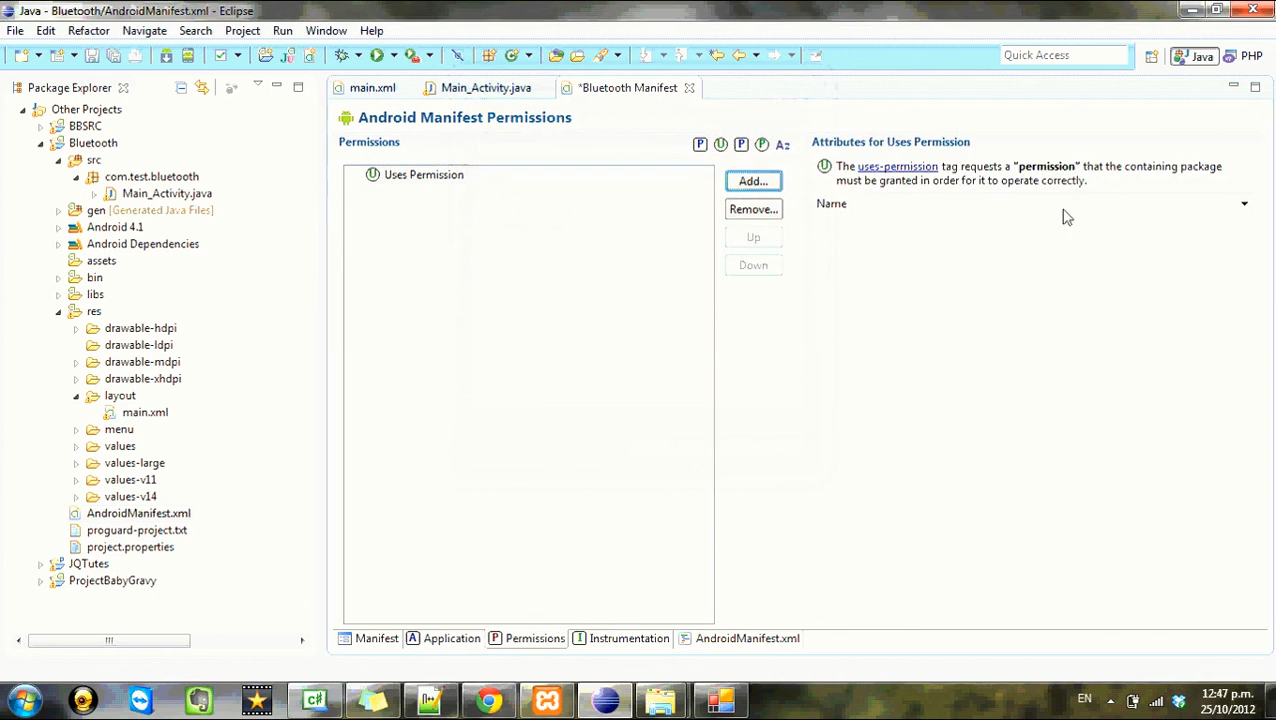 Java - Bluetooth/AndroidManifest.xml - Eclipse
File Edit Refactor Navigate Search Project Run Window Help
Quick Access
Java
PHP
Package Explorer
main.xml
Main_Activity.java
*Bluetooth Manifest
Other Projects
BBSRC
Bluetooth
src
com.test.bluetooth
Main_Activity.java
gen [Generated Java Files]
Android 4.1
Android Dependencies
assets
bin
libs
res
drawable-hdpi
drawable-ldpi
drawable-mdpi
drawable-xhdpi
layout
main.xml
menu
values
values-large
values-v11
values-v14
AndroidManifest.xml
proguard-project.txt
project.properties
JQTutes
ProjectBabyGravy
Android Manifest Permissions
Permissions
P U P P Az
U Uses Permission
Add...
Remove...
Up
Down
Attributes for Uses Permission
U The uses-permission tag requests a "permission" that the containing package
must be granted in order for it to operate correctly.
Name
Manifest A Application P Permissions I Instrumentation AndroidManifest.xml
EN
12:47 p.m.
25/10/2012